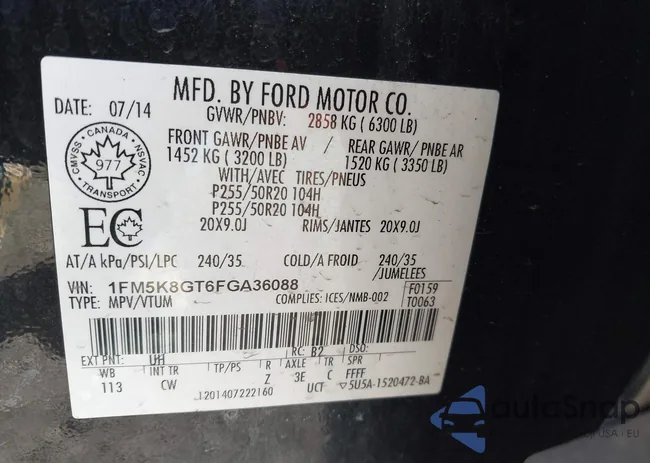 MFD. BY FORD MOTOR CO.
DATE: 07/14
GVWR/PNBV: 2858 KG ( 6300 LB)
FRONT GAWR/PNBE AV / REAR GAWR/ PNBE AR
1452 KG ( 3200 LB) 1520 KG ( 3350 LB)
WITH/AVEC TIRES/PNEUS
P255/50R20 104H
P255/50R20 104H
20X9.0J RIMS/JANTES 20X9.0J
CANADA
CMVSS NSVAC
977
TRANSPORT
EC
AT/A kPa/PSI/LPC 240/35 COLD/A FROID 240/35
/JUMELEES
VIN: 1FM5K8GT6FGA36088 F0159
TYPE: MPV/VTUM COMPLIES: ICES/NMB-002 T0063
EXT PNT: UH RC: B2 DSO:
WB INT TR TP/PS R AXLE TR SPR
113 CW Z 3E C FFFF
J201407222160 UCT 5U5A-1520472-BA
autoSnap
USA | EU